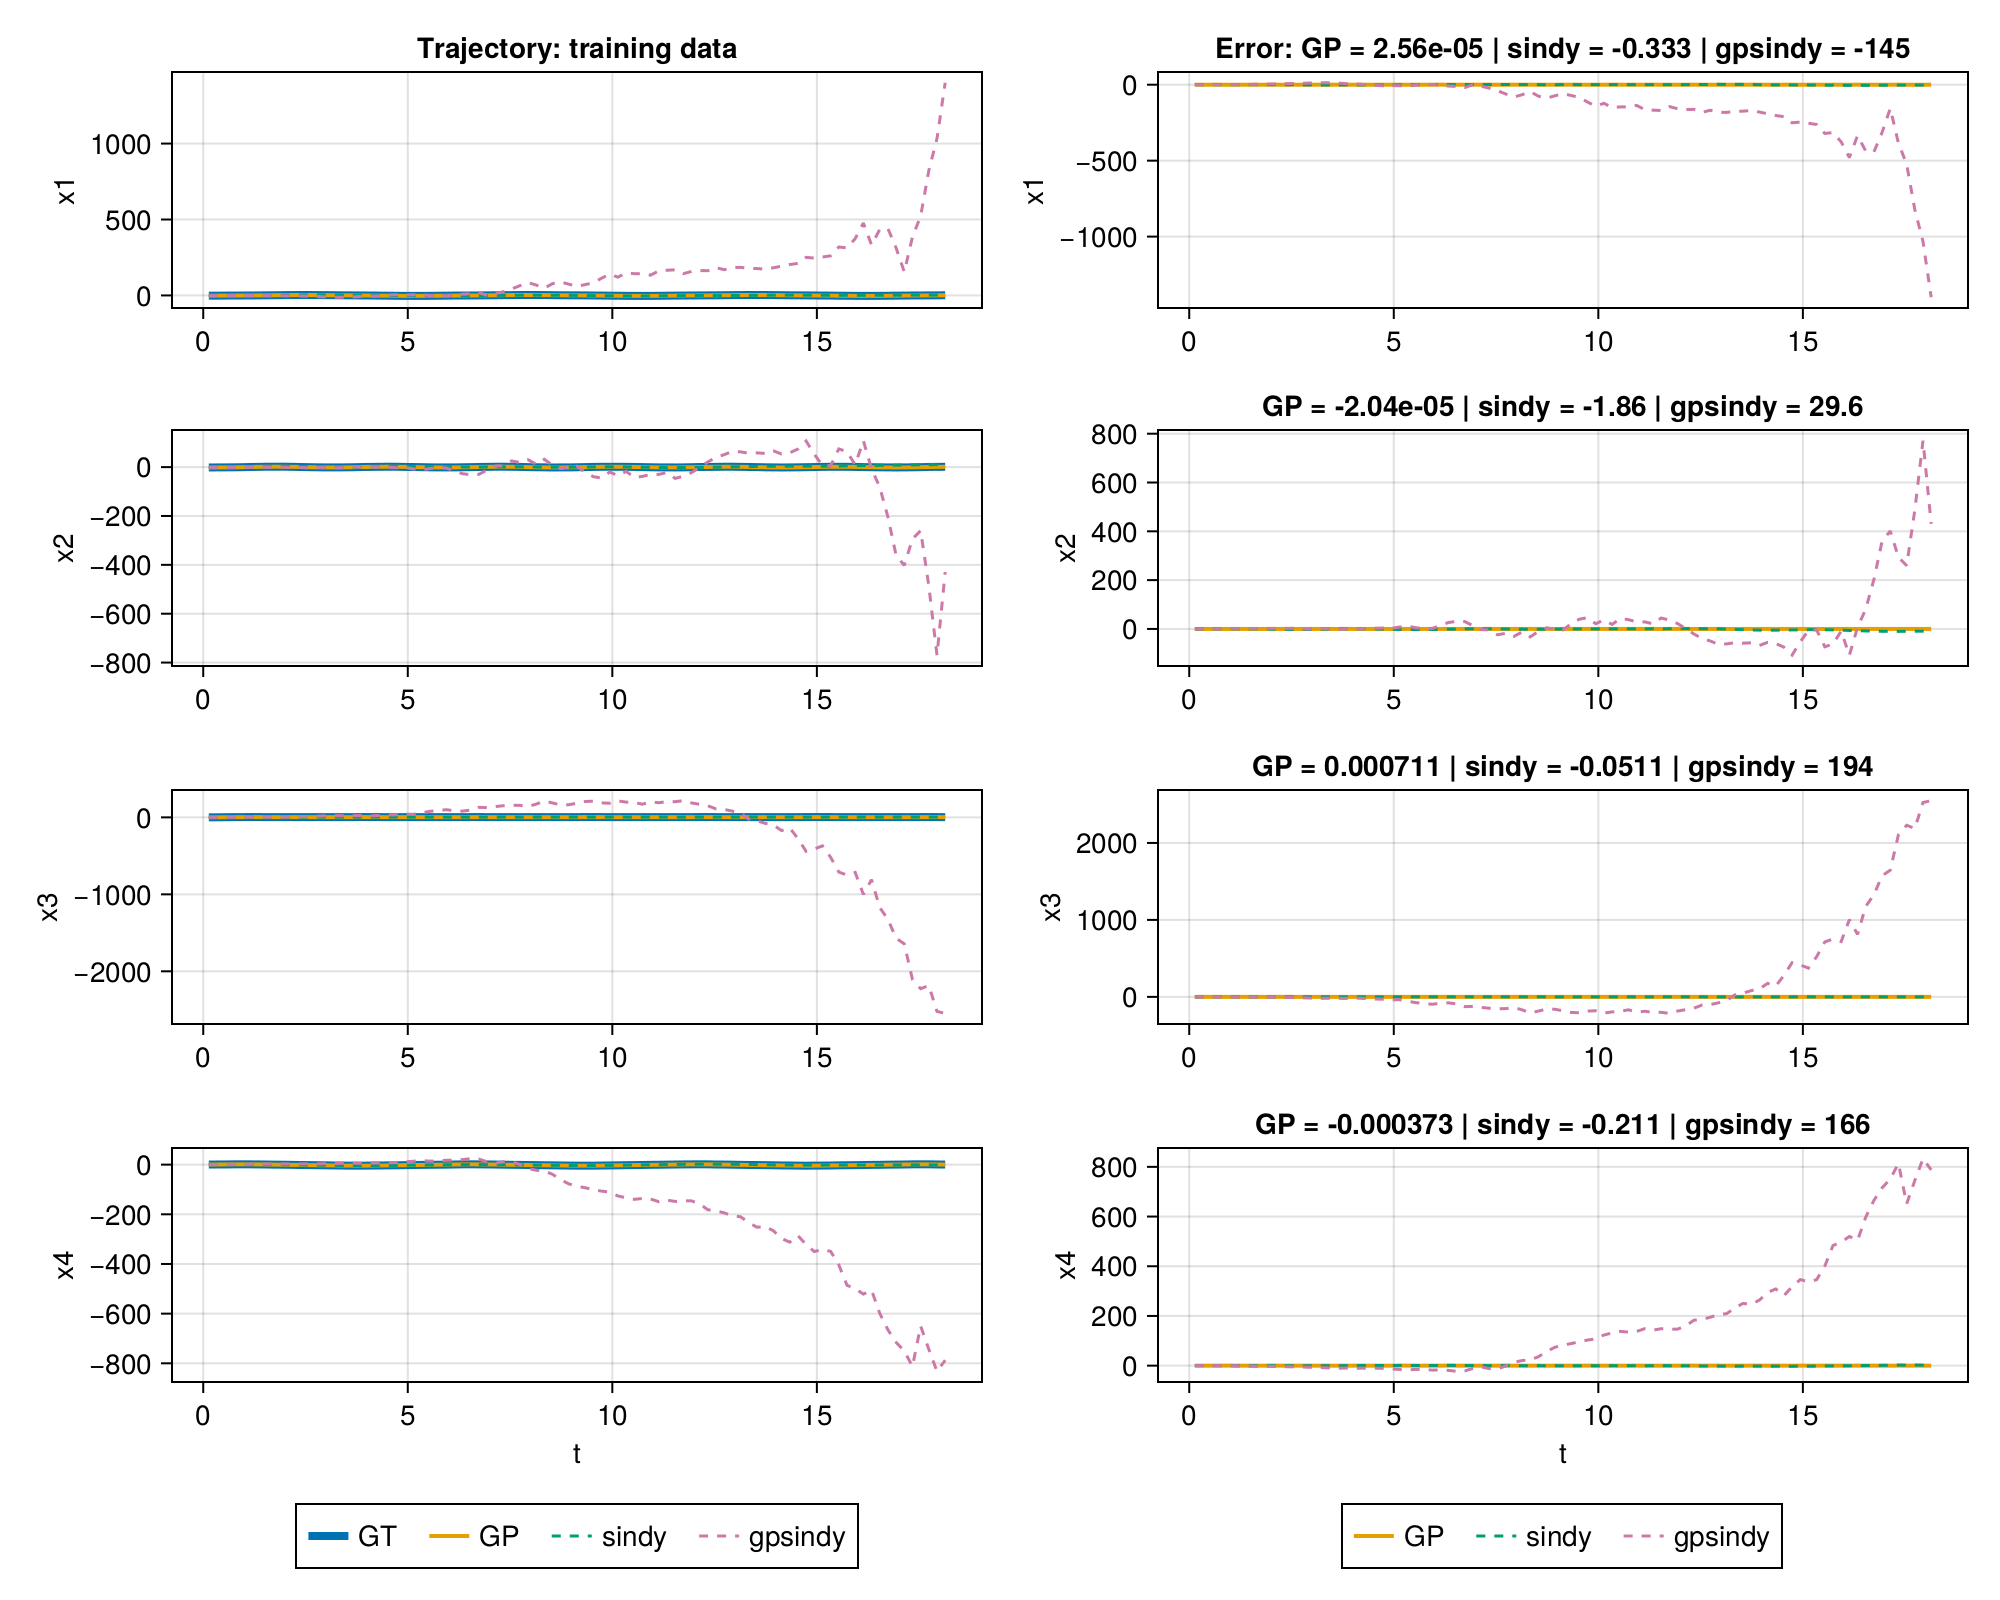 Trajectory: training data
Error: GP = 2.56e-05 | sindy = -0.333 | gpsindy = -145
x1
1000
500
0
0 5 10 15
x1
0
−500
−1000
0 5 10 15
GP = -2.04e-05 | sindy = -1.86 | gpsindy = 29.6
x2
0
−200
−400
−600
−800
0 5 10 15
x2
800
600
400
200
0
0 5 10 15
GP = 0.000711 | sindy = -0.0511 | gpsindy = 194
x3
0
−1000
−2000
0 5 10 15
x3
2000
1000
0
0 5 10 15
GP = -0.000373 | sindy = -0.211 | gpsindy = 166
x4
0
−200
−400
−600
−800
0 5 10 15
t
x4
800
600
400
200
0
0 5 10 15
t
GT GP sindy gpsindy
GP sindy gpsindy